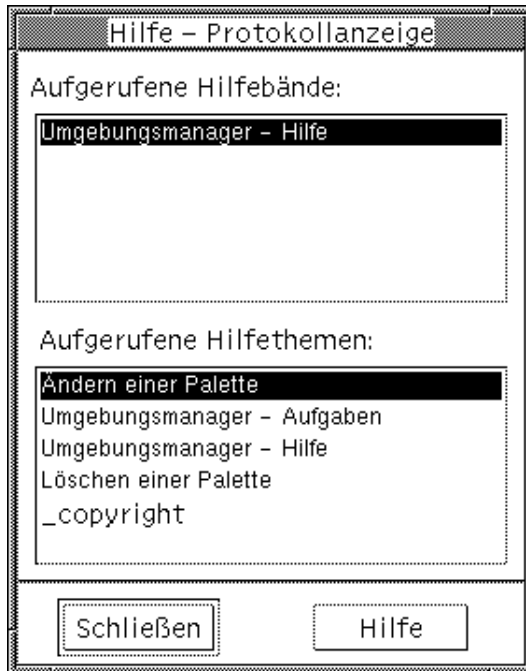 Hilfe – Protokollanzeige
Aufgerufene Hilfebände:
Umgebungsmanager – Hilfe
Aufgerufene Hilfethemen:
Ändern einer Palette
Umgebungsmanager – Aufgaben
Umgebungsmanager – Hilfe
Löschen einer Palette
_copyright
Schließen Hilfe